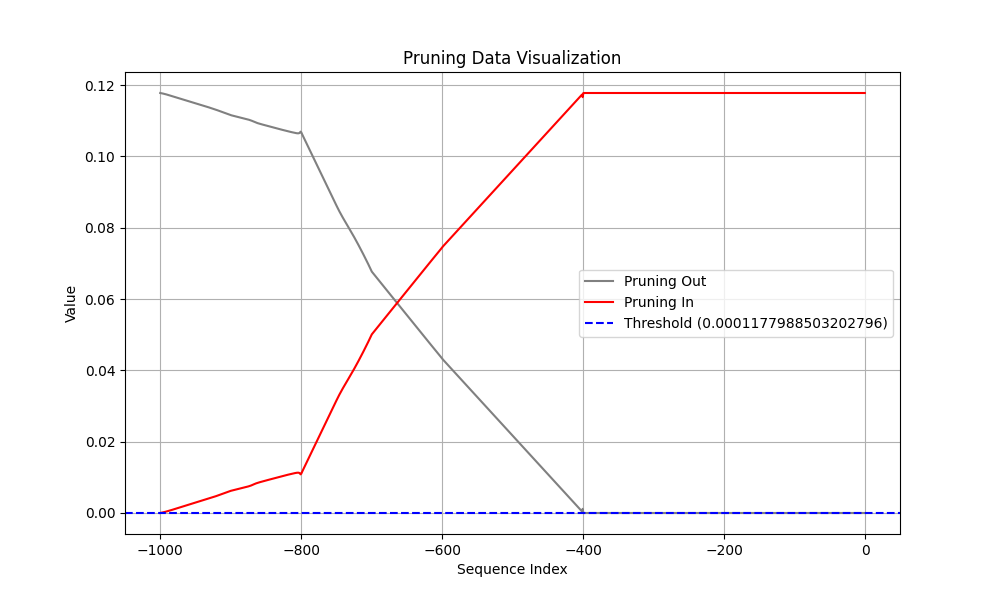 Pruning Data Visualization
0.12
0.10
0.08
0.06
0.04
0.02
0.00
Value
Pruning Out
Pruning In
Threshold (0.0001177988503202796)
−1000
−800
−600
−400
−200
0
Sequence Index